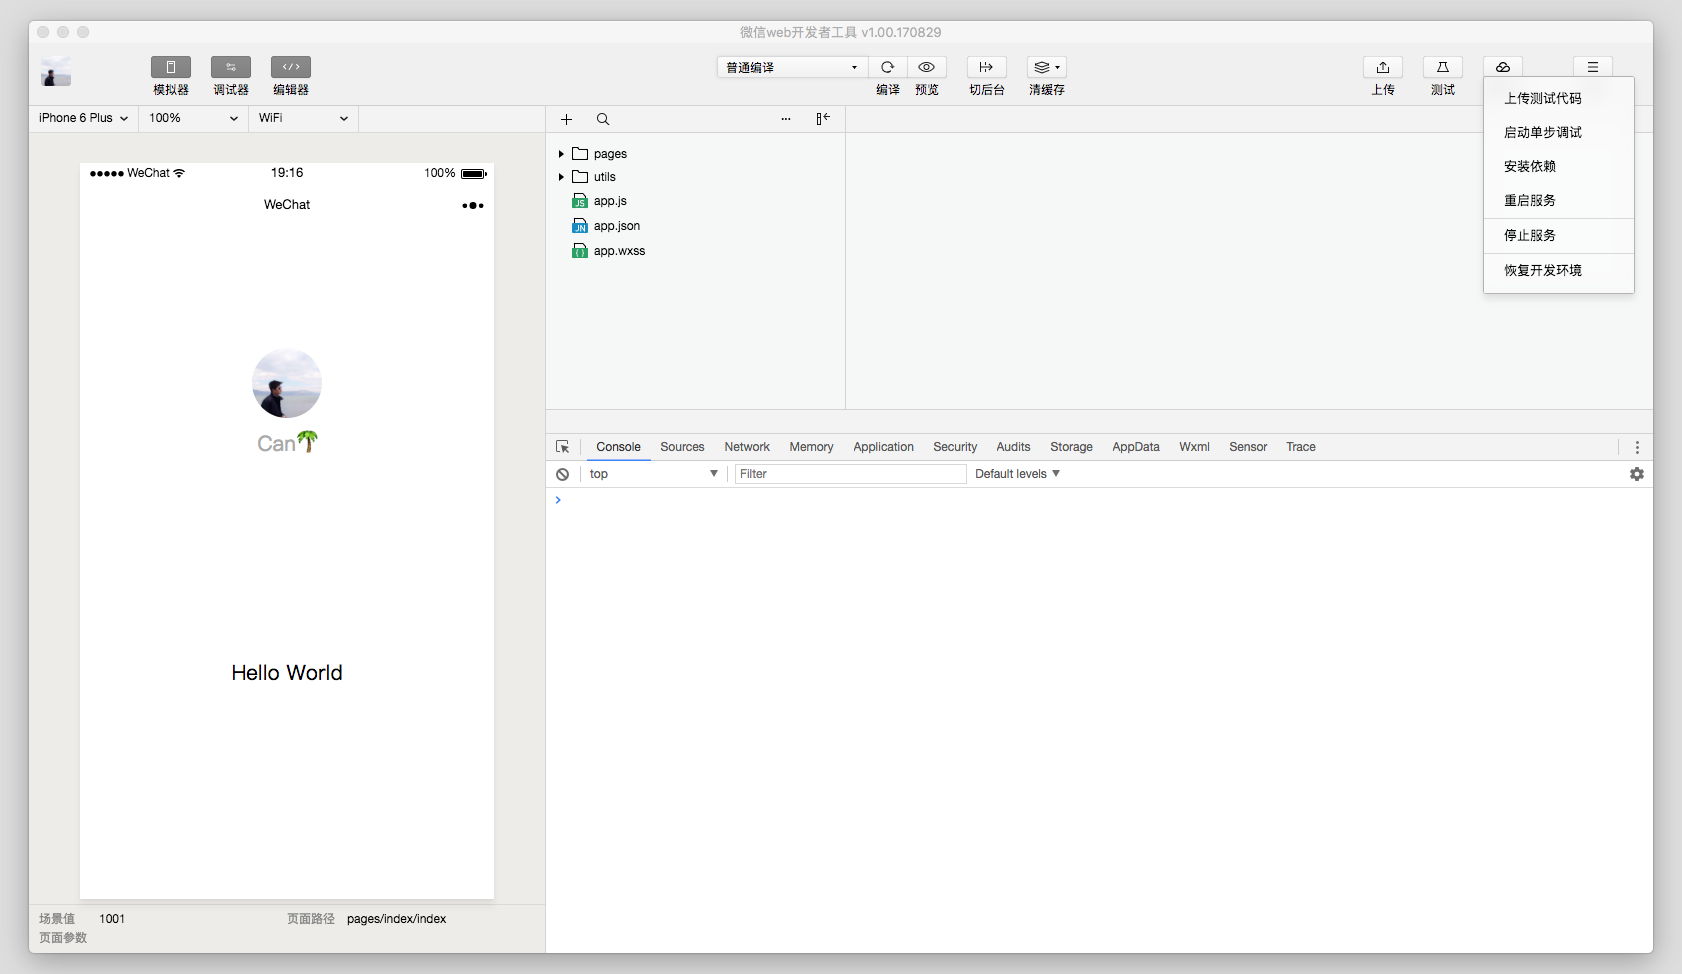 微信web开发者工具 v1.00.170829
模拟器 调试器 编辑器
普通编译
编译 预览 切后台 清缓存
上传 测试
上传测试代码
启动单步调试
安装依赖
重启服务
停止服务
恢复开发环境
iPhone 6 Plus 100% WiFi
WeChat 19:16 100%
WeChat
Can
Hello World
场景值 1001 页面路径 pages/index/index
页面参数
pages
utils
JS app.js
JN app.json
{ } app.wxss
Console Sources Network Memory Application Security Audits Storage AppData Wxml Sensor Trace
top Filter Default levels